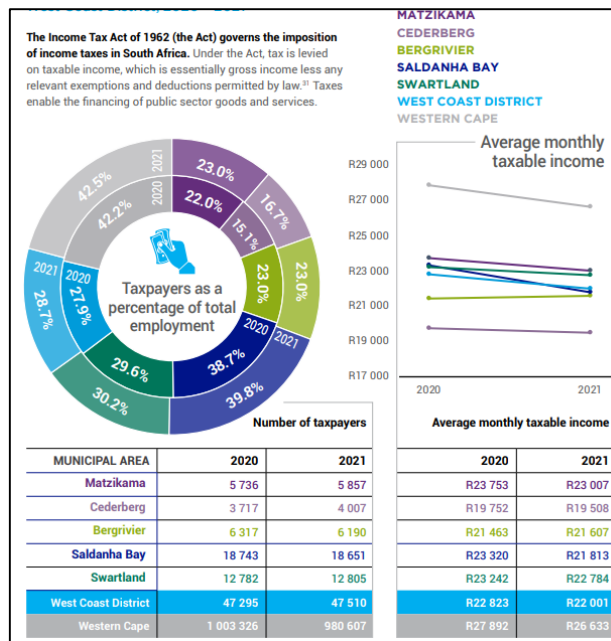 The Income Tax Act of 1962 (the Act) governs the imposition
of income taxes in South Africa. Under the Act, tax is levied
on taxable income, which is essentially gross income less any
relevant exemptions and deductions permitted by law.³¹ Taxes
enable the financing of public sector goods and services.
MATZIKAMA
CEDERBERG
BERGRIVIER
SALDANHA BAY
SWARTLAND
WEST COAST DISTRICT
WESTERN CAPE
2021
2020
23.0%
22.0%
16.7%
15.1%
23.0%
23.0%
2020
2021
38.7%
39.8%
29.6%
30.2%
2021
2020
28.7%
27.9%
42.5%
42.2%
Taxpayers as a
percentage of total
employment
Average monthly
taxable income
R29 000
R27 000
R25 000
R23 000
R21 000
R19 000
R17 000
2020 2021
Number of taxpayers Average monthly taxable income
MUNICIPAL AREA 2020 2021 2020 2021
Matzikama 5 736 5 857 R23 753 R23 007
Cederberg 3 717 4 007 R19 752 R19 508
Bergrivier 6 317 6 190 R21 463 R21 607
Saldanha Bay 18 743 18 651 R23 320 R21 813
Swartland 12 782 12 805 R23 242 R22 784
West Coast District 47 295 47 510 R22 823 R22 001
Western Cape 1 003 326 980 607 R27 892 R26 633